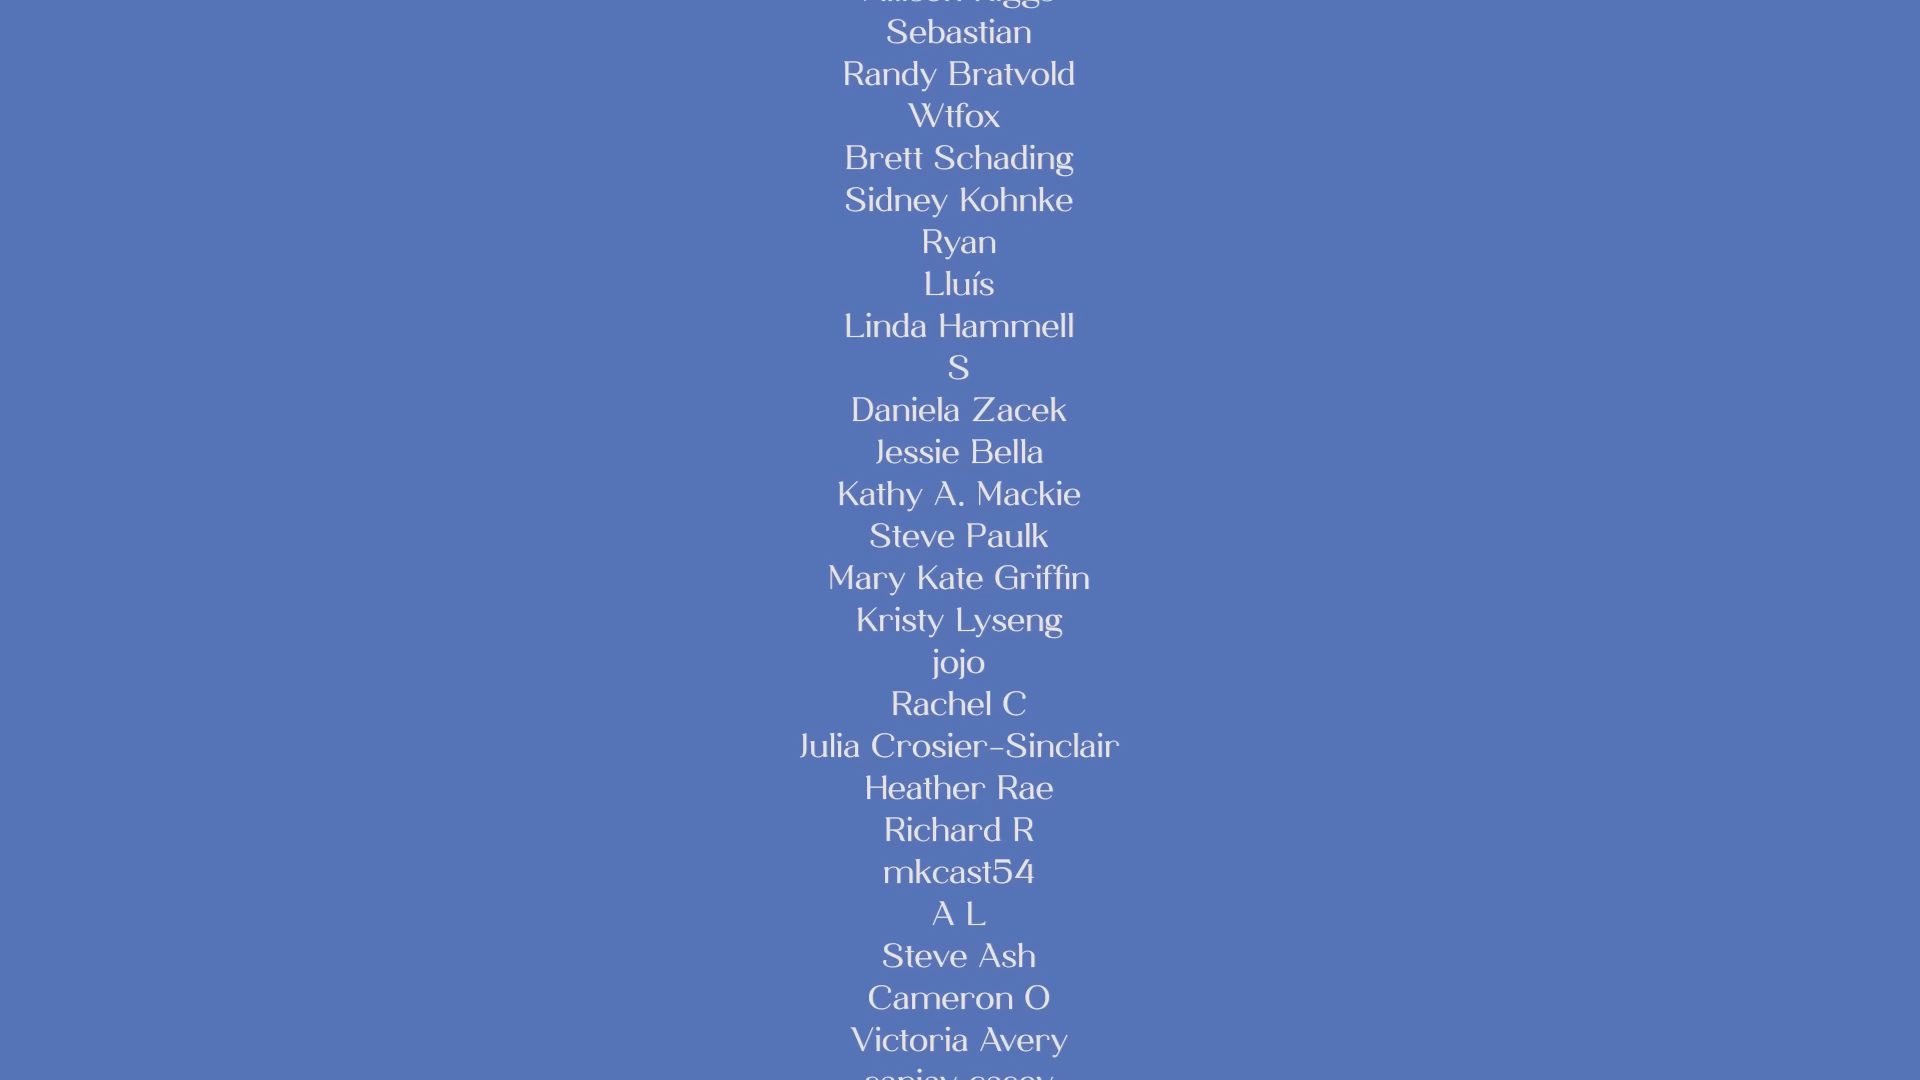 Sebastian
Randy Bratvold
Wtfox
Brett Schading
Sidney Kohnke
Ryan
Lluís
Linda Hammell
S
Daniela Zacek
Jessie Bella
Kathy A. Mackie
Steve Paulk
Mary Kate Griffin
Kristy Lyseng
jojo
Rachel C
Julia Crosier-Sinclair
Heather Rae
Richard R
mkcast54
A L
Steve Ash
Cameron O
Victoria Avery